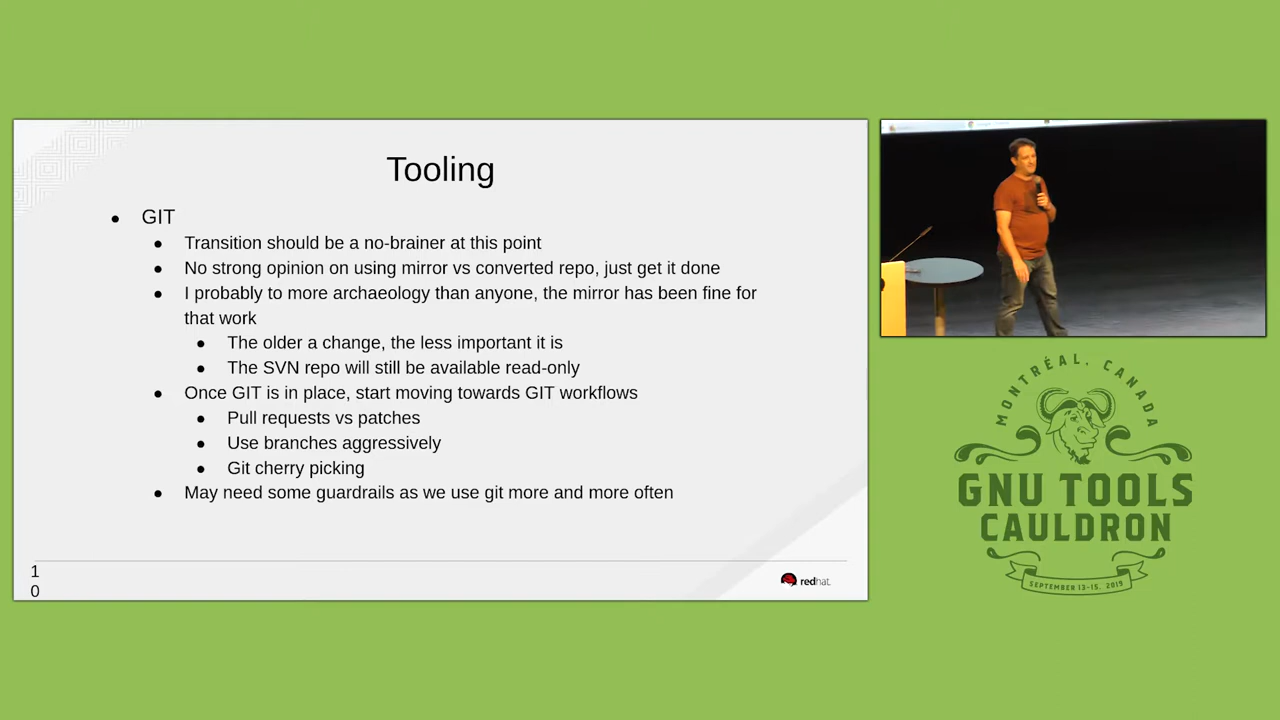 Tooling
GIT
Transition should be a no-brainer at this point
No strong opinion on using mirror vs converted repo, just get it done
I probably to more archaeology than anyone, the mirror has been fine for
that work
The older a change, the less important it is
The SVN repo will still be available read-only
Once GIT is in place, start moving towards GIT workflows
Pull requests vs patches
Use branches aggressively
Git cherry picking
May need some guardrails as we use git more and more often
1
0
redhat.
MONTRÉAL, CANADA
GNU TOOLS
CAULDRON
SEPTEMBER 13-15, 2019